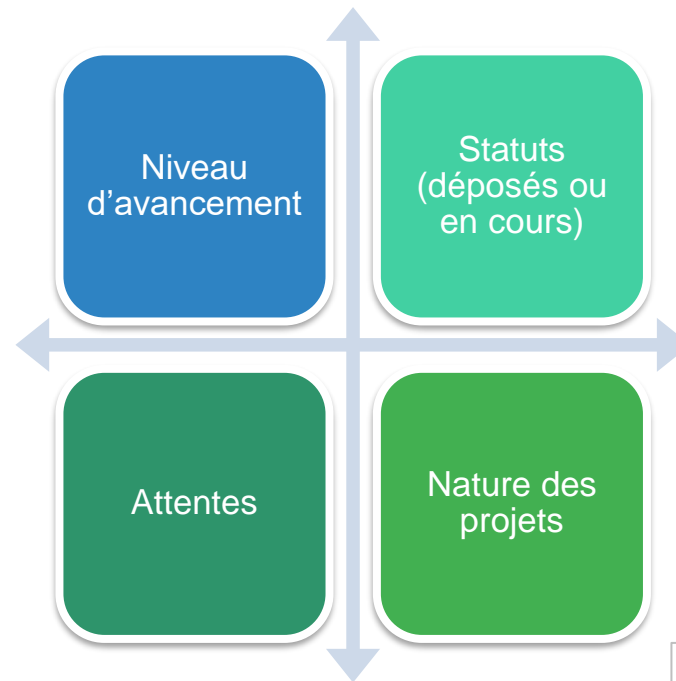 Niveau
d’avancement
Statuts
(déposés ou
en cours)
Attentes
Nature des
projets